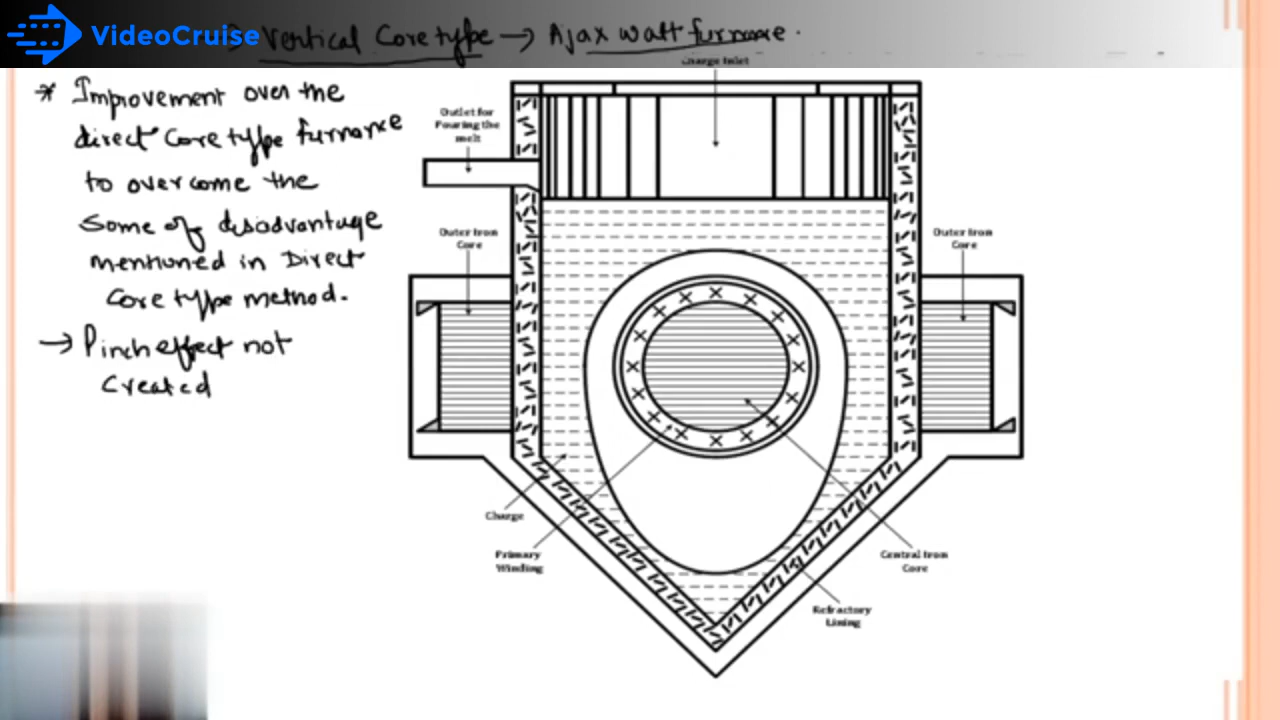 VideoCruise
Vertical Core type → Ajax watt furnace.
Charge Inlet
* Improvement over the
direct Core type furnance
to overcome the
Some of disadvantage
mentioned in Direct
Core type method.
→ Pinch effect not
Created
Outlet for
Pouring the
melt
Outer iron
Core
Outer iron
Core
Charge
Primary
Winding
Central iron
Core
Refractory
Lining